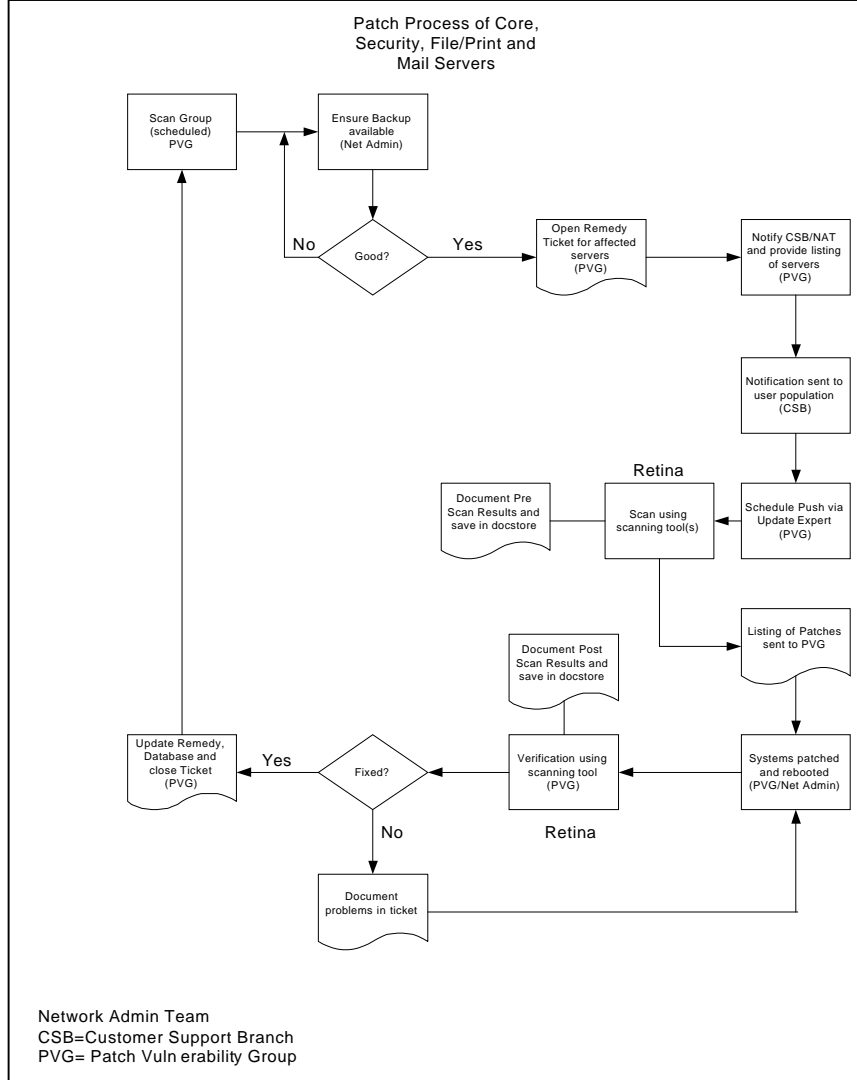 Patch Process of Core,
Security, File/Print and
Mail Servers
Scan Group
(scheduled)
PVG
Ensure Backup
available
(Net Admin)
No
Good?
Yes
Open Remedy
Ticket for affected
servers
(PVG)
Notify CSB/NAT
and provide listing
of servers
(PVG)
Notification sent to
user population
(CSB)
Retina
Document Pre
Scan Results and
save in docstore
Scan using
scanning tool(s)
Schedule Push via
Update Expert
(PVG)
Listing of Patches
sent to PVG
Document Post
Scan Results and
save in docstore
Update Remedy,
Database and
close Ticket
(PVG)
Yes
Fixed?
Verification using
scanning tool
(PVG)
Systems patched
and rebooted
(PVG/Net Admin)
Retina
No
Document
problems in ticket
Network Admin Team
CSB=Customer Support Branch
PVG= Patch Vuln erability Group